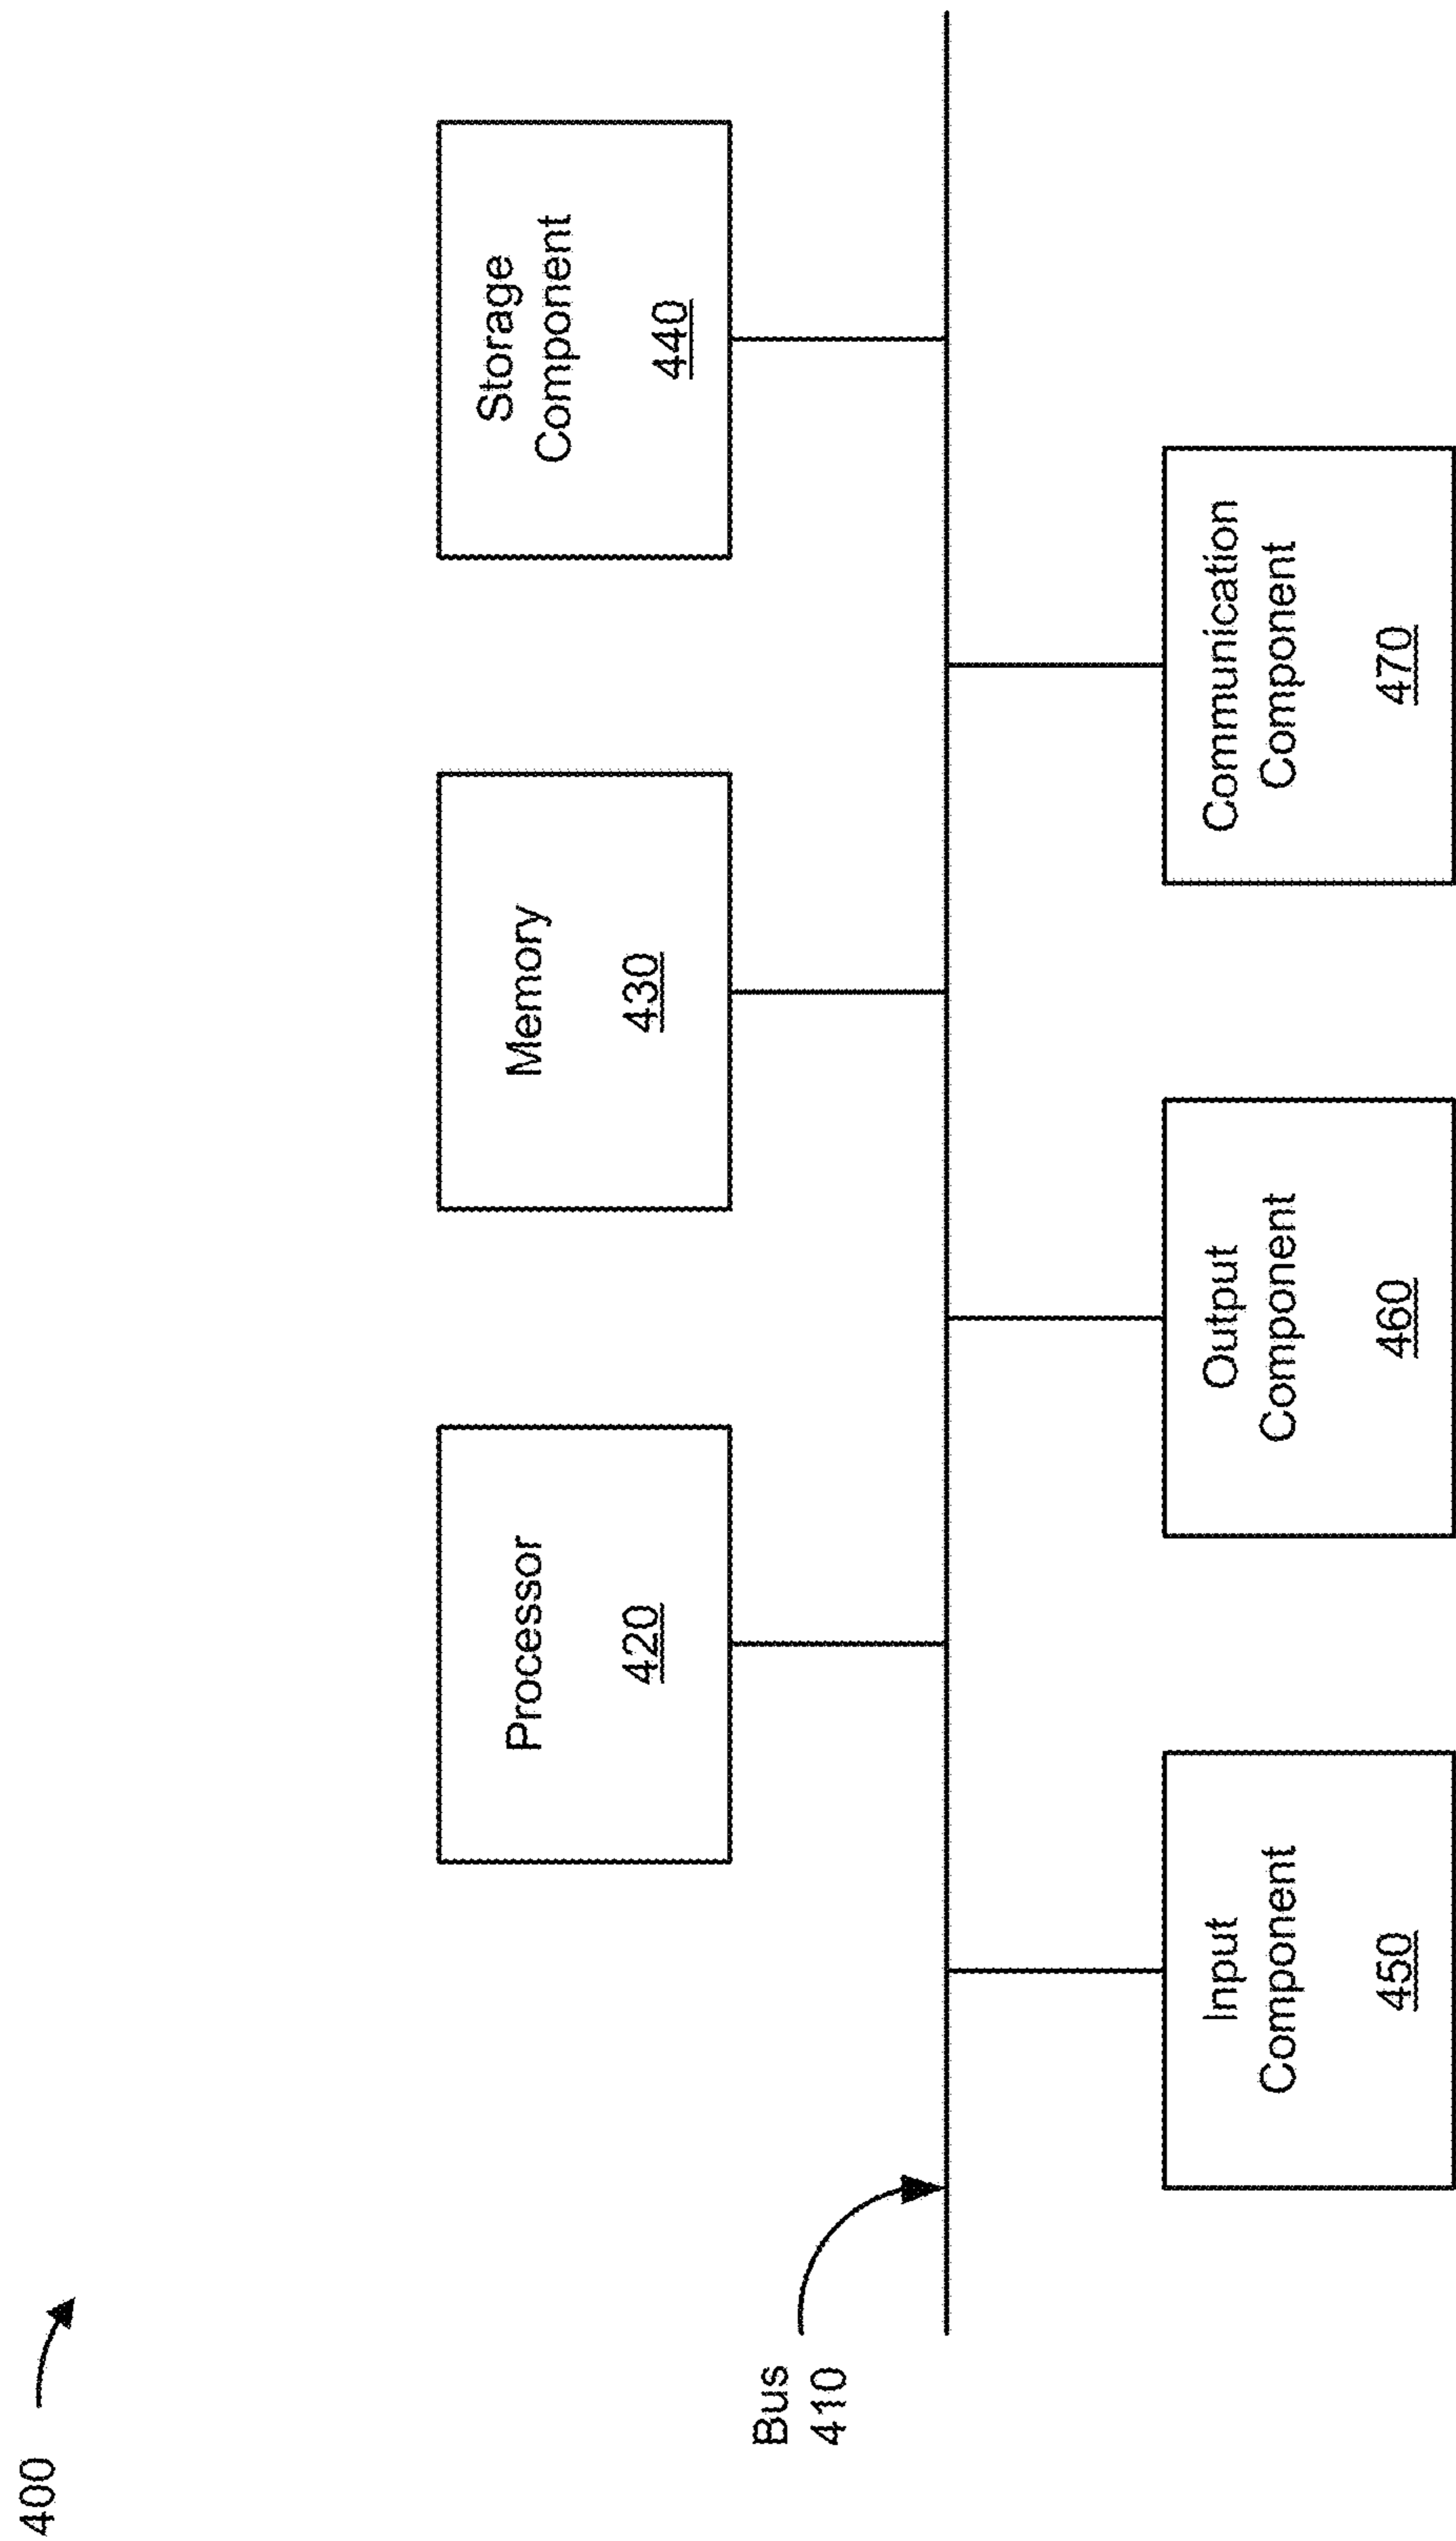 400
Bus
410
Processor
420
Memory
430
Storage
Component
440
Input
Component
450
Output
Component
460
Communication
Component
470